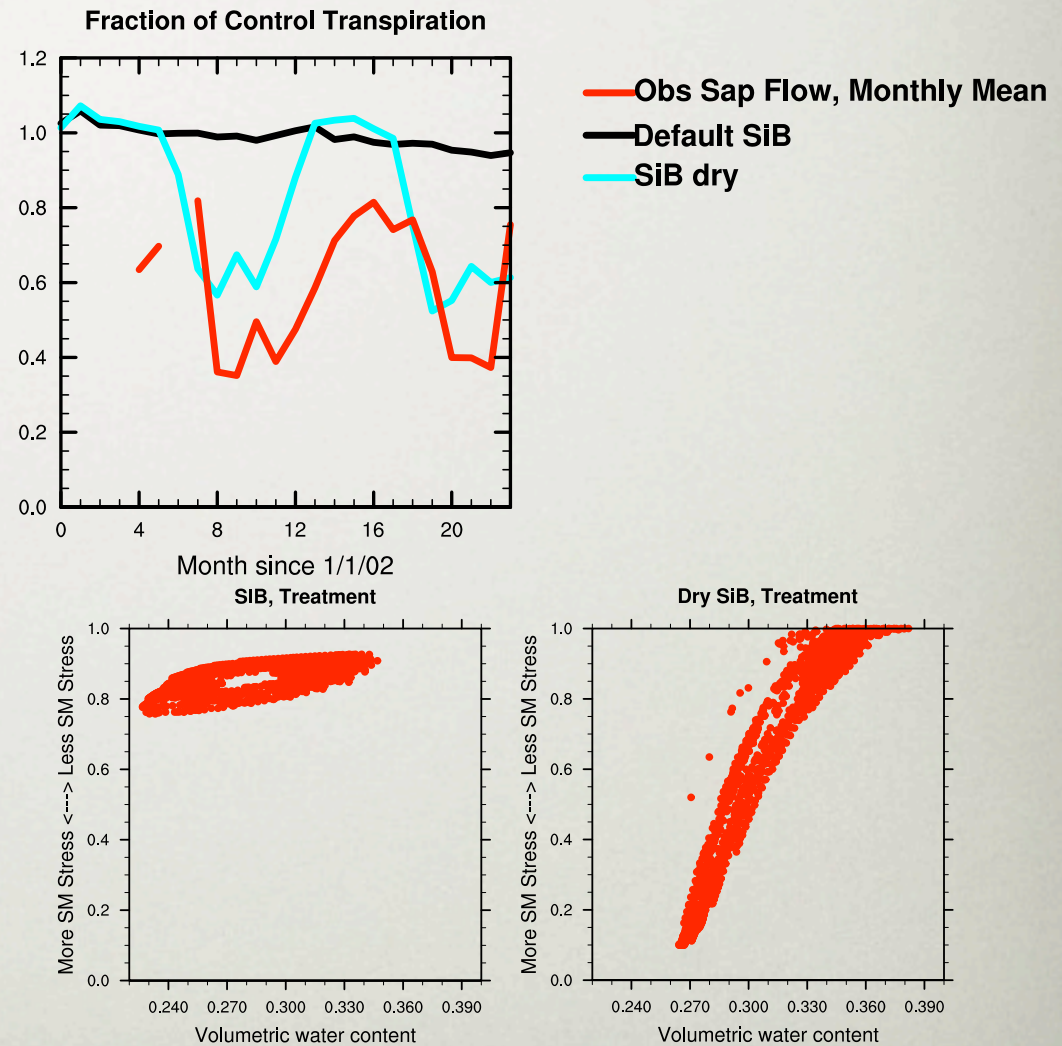 Fraction of Control Transpiration
1.2
1.0
0.8
0.6
0.4
0.2
0.0
0 4 8 12 16 20
Month since 1/1/02
Obs Sap Flow, Monthly Mean
Default SiB
SiB dry
SIB, Treatment
More SM Stress <---> Less SM Stress
1.0
0.8
0.6
0.4
0.2
0.0
0.240 0.270 0.300 0.330 0.360 0.390
Volumetric water content
Dry SiB, Treatment
More SM Stress <---> Less SM Stress
1.0
0.8
0.6
0.4
0.2
0.0
0.240 0.270 0.300 0.330 0.360 0.390
Volumetric water content